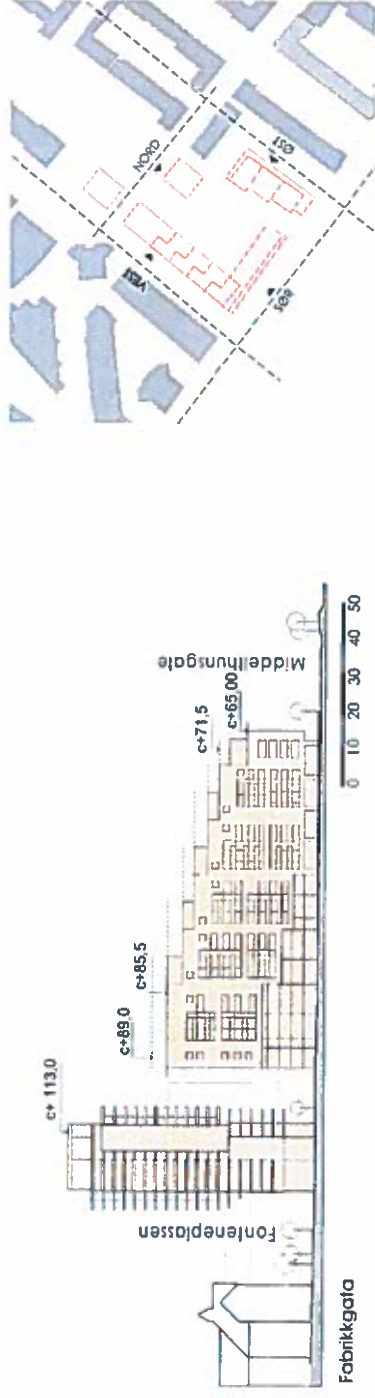 NORD
VEST
ØST
SØR
c+ 113,0
c+89,0
c+85,5
c+71,5
c+65,00
Fonteneplassen
Middelthunsgate
Fabrikkgata
0 10 20 30 40 50